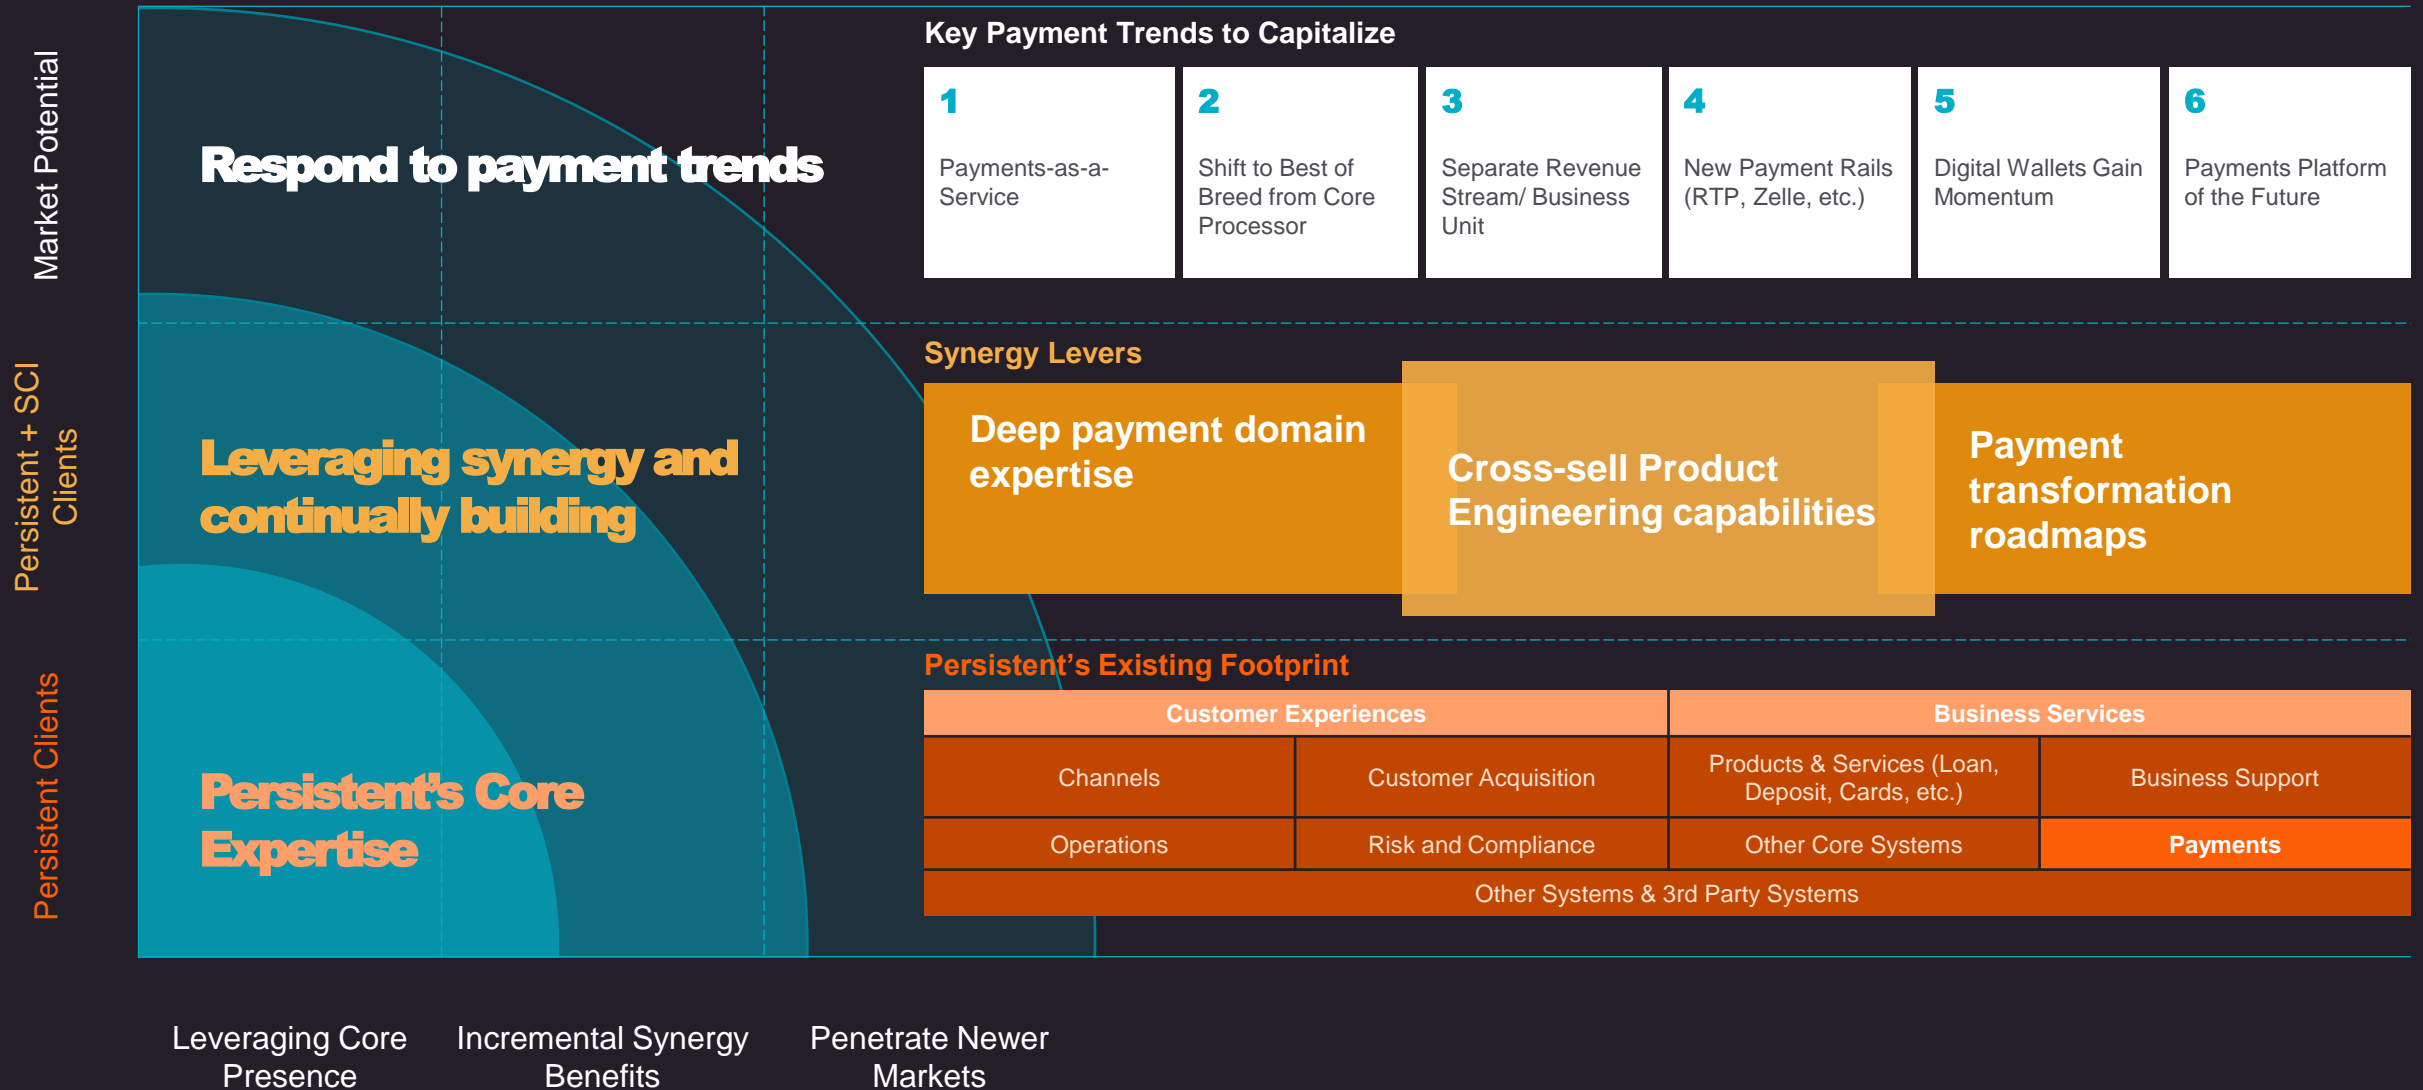 Market Potential
Respond to payment trends
Key Payment Trends to Capitalize
1
Payments-as-a-
Service
2
Shift to Best of
Breed from Core
Processor
3
Separate Revenue
Stream/ Business
Unit
4
New Payment Rails
(RTP, Zelle, etc.)
5
Digital Wallets Gain
Momentum
6
Payments Platform
of the Future
Persistent + SCI
Clients
Leveraging synergy and
continually building
Synergy Levers
Deep payment domain
expertise
Cross-sell Product
Engineering capabilities
Payment
transformation
roadmaps
Persistent Clients
Persistent’s Core
Expertise
Persistent’s Existing Footprint
Customer Experiences
Business Services
Channels
Customer Acquisition
Products & Services (Loan,
Deposit, Cards, etc.)
Business Support
Operations
Risk and Compliance
Other Core Systems
Payments
Other Systems & 3rd Party Systems
Leveraging Core
Presence
Incremental Synergy
Benefits
Penetrate Newer
Markets